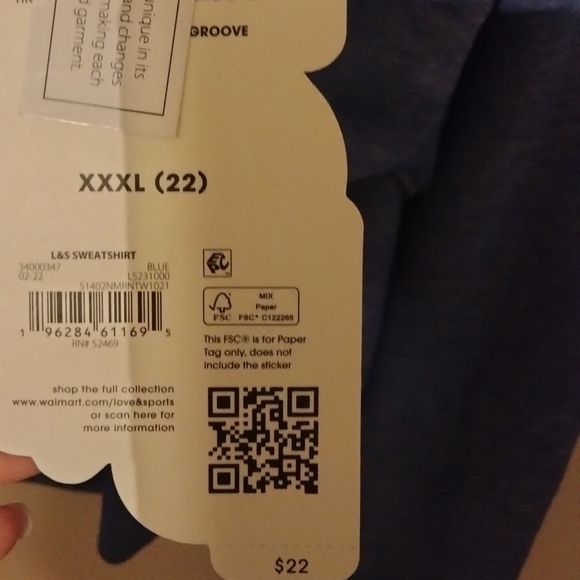 GROOVE
unique in its
and changes
making each
garment.
XXXL (22)
L&S SWEATSHIRT
34000347 BLUE
02-22 LS231000
S1402NMRNTW1021
1 96284 61169 5
RN# 52469
MIX
Paper
FSC FSC® C122265
This FSC® is for Paper
Tag only, does not
include the sticker
shop the full collection
www.walmart.com/love&sports
or scan here for
more information
$22